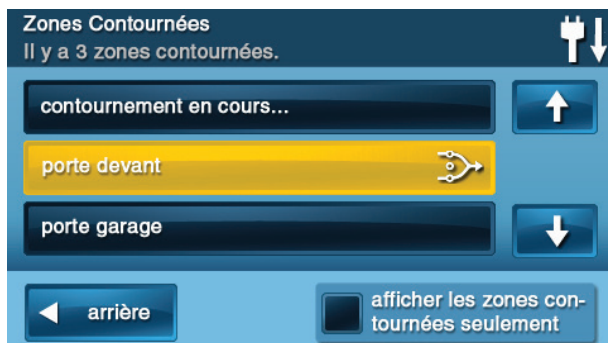 Zones Contournées
Il y a 3 zones contournées.
contournement en cours...
porte devant
porte garage
arrière
afficher les zones con-
tournées seulement